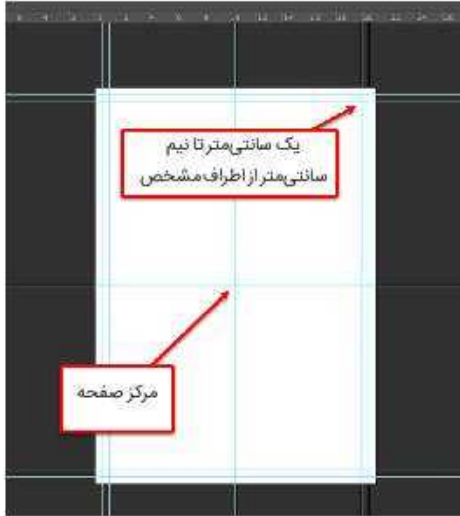 یک سانتی‌متر تا نیم
سانتی‌متر از اطراف مشخص
مرکز صفحه